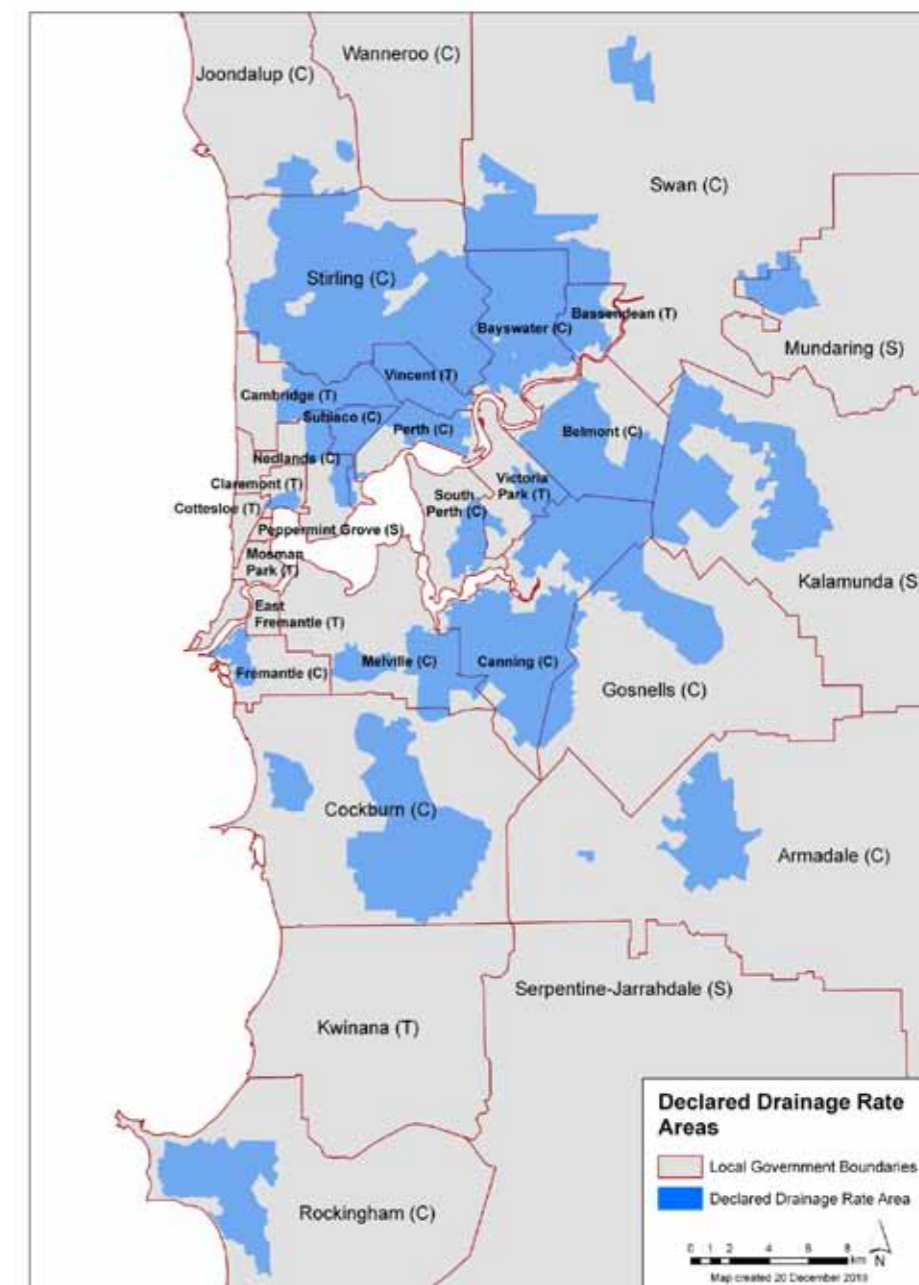 Wanneroo (C)
Joondalup (C)
Swan (C)
Stirling (C)
Bassendean (T)
Bayswater (C)
Mundaring (S)
Vincent (T)
Cambridge (T)
Subiaco (C)
Perth (C)
Belmont (C)
Nedlands (C)
Claremont (T)
Victoria
Park (T)
Cottesloe (T)
South
Perth (C)
Peppermint Grove (S)
Mosman
Park (T)
Kalamunda (S
East
Fremantle (T)
Fremantle (C)
Melville (C)
Canning (C)
Gosnells (C)
Cockburn (C)
Armadale (C)
Serpentine-Jarrahdale (S)
Kwinana (T)
Rockingham (C)
Declared Drainage Rate
Areas
Local Government Boundaries
Declared Drainage Rate Area
0 1 2 4 6 8
km
N
Map created 20 December 2010